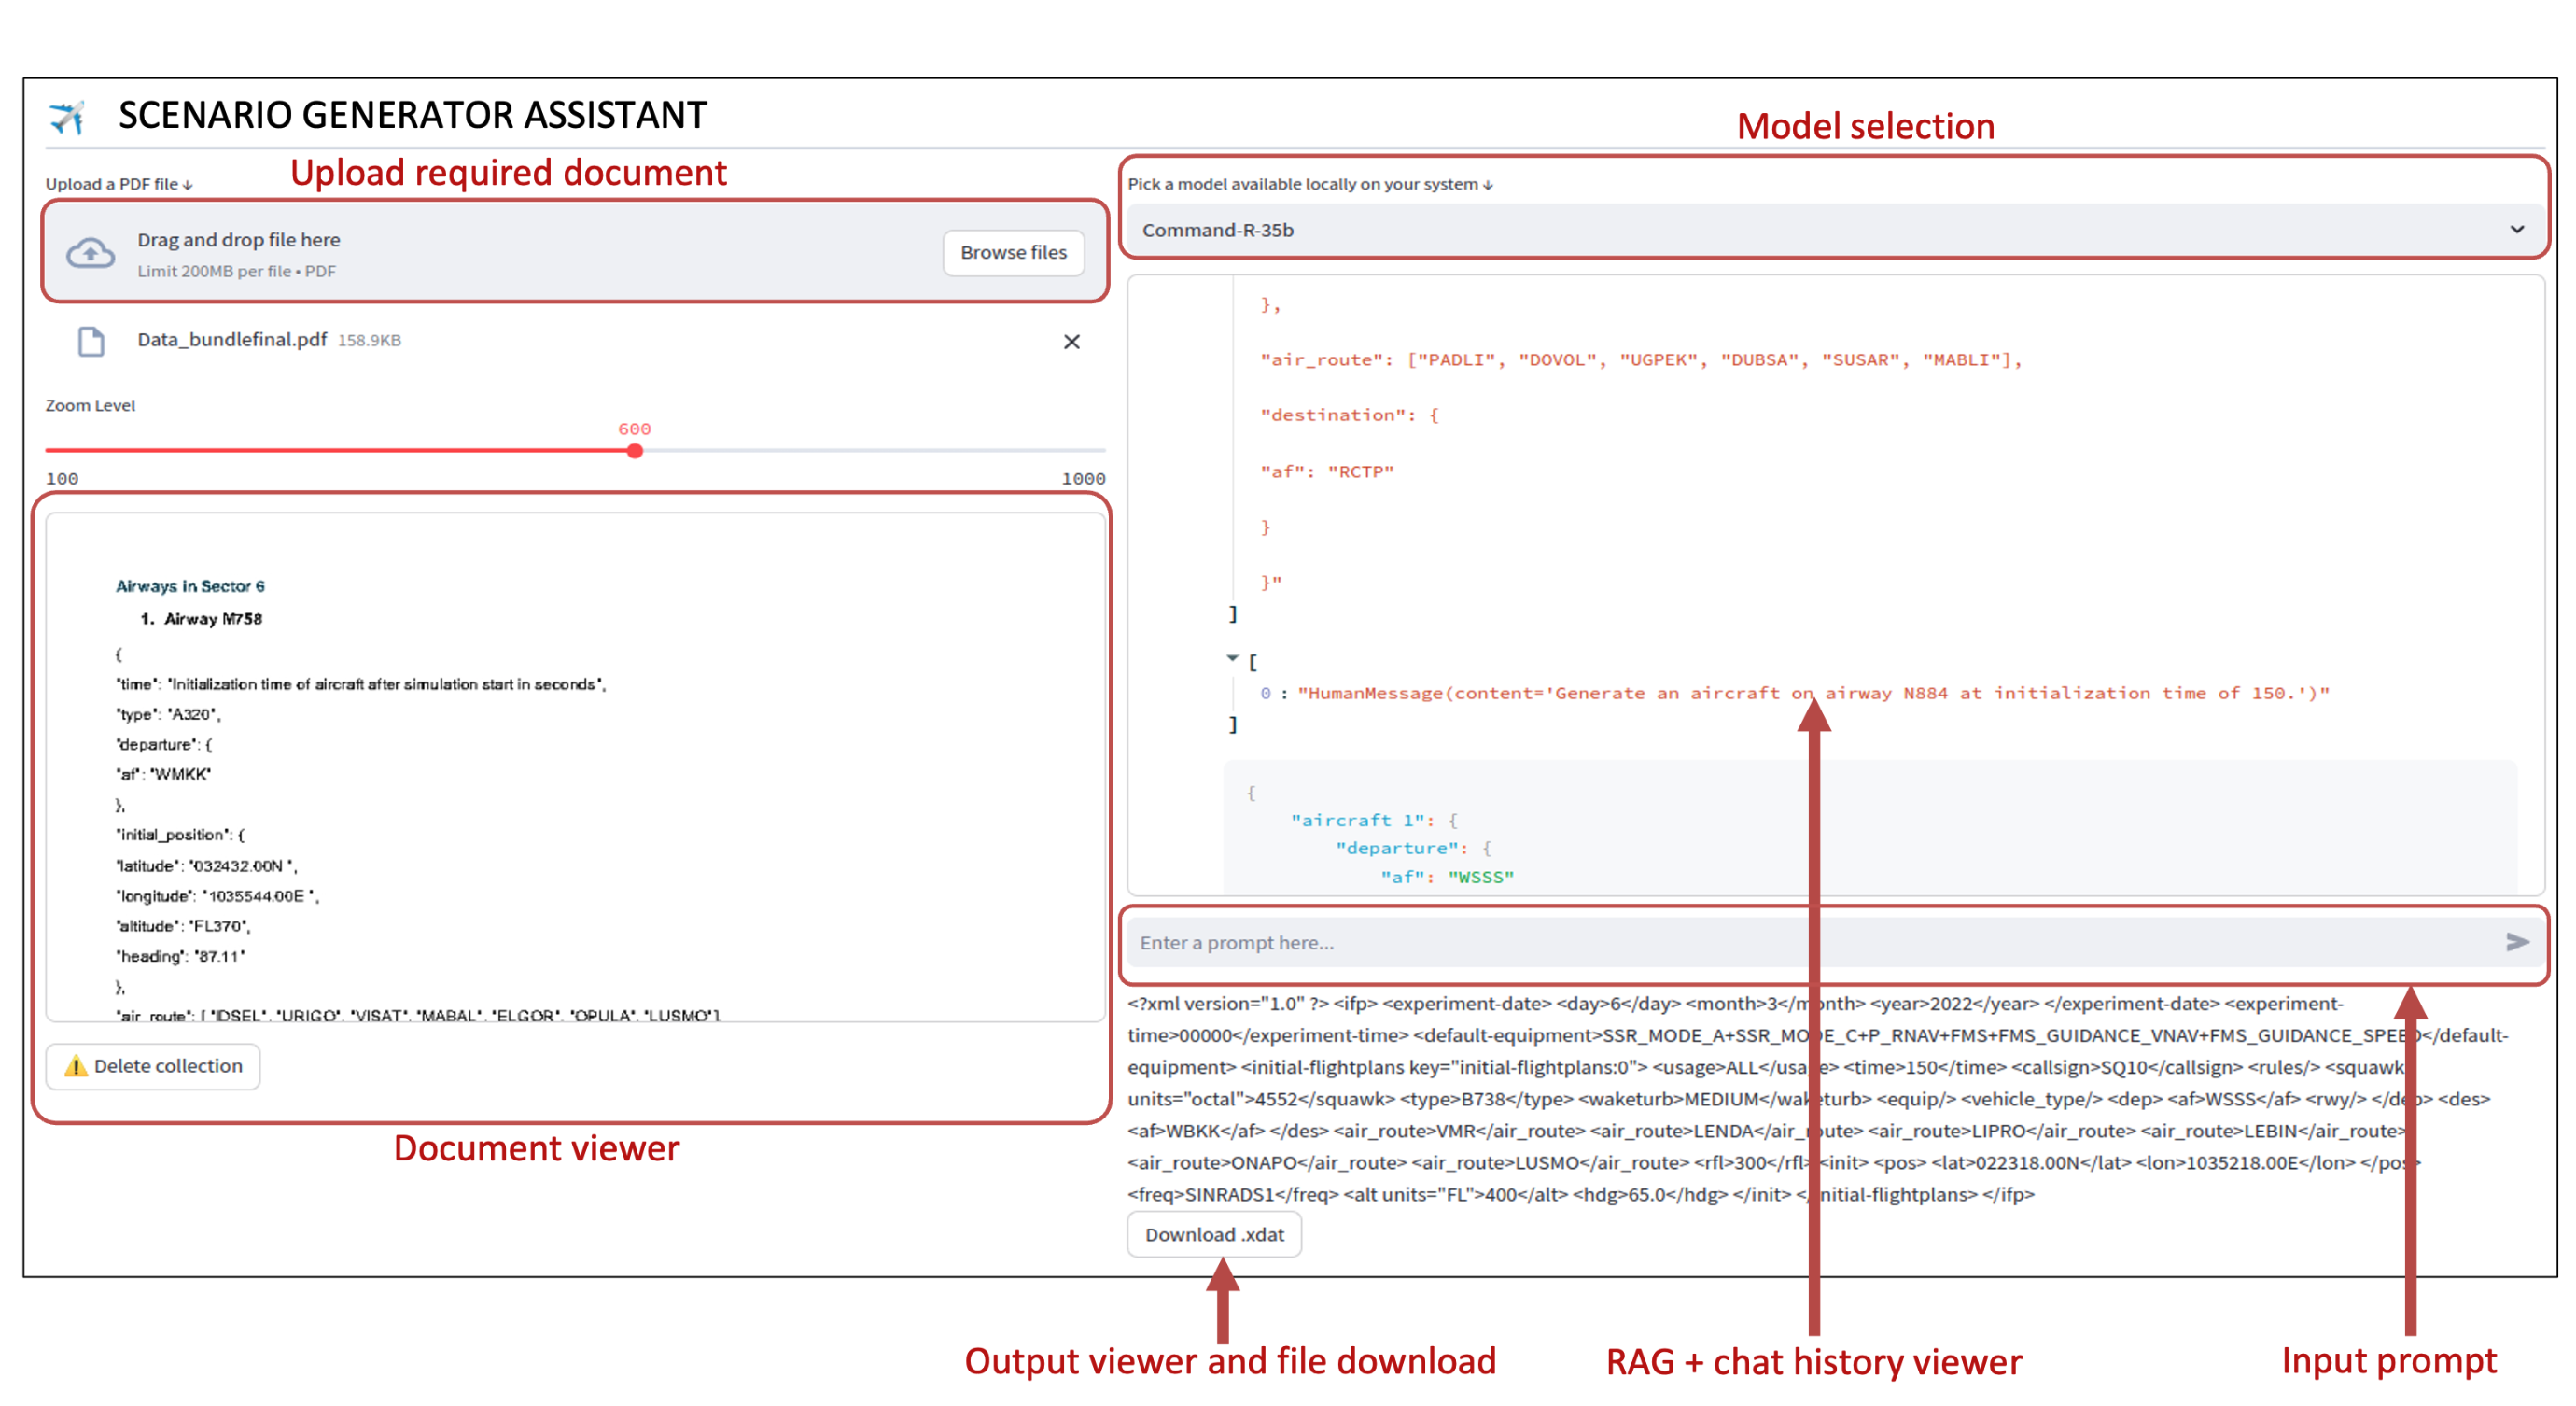 SCENARIO GENERATOR ASSISTANT
Upload required document
Upload a PDF file ↓
Drag and drop file here
Limit 200MB per file • PDF
Browse files
Data_bundlefinal.pdf 158.9KB
Zoom Level
600
100
1000
Airways in Sector 6
1. Airway M758
{
"time": "Initialization time of aircraft after simulation start in seconds",
"type": "A320",
"departure": {
"af": "WMKK"
},
"initial_position": {
"latitude": "032432.00N ",
"longitude": "1035544.00E ",
"altitude": "FL370",
"heading": "87.11"
},
"air_route": [ "IDSEL", "URIGO", "VISAT", "MABAL", "ELGOR", "OPULA", "LUSMO"],
Delete collection
Document viewer
Model selection
Pick a model available locally on your system ↓
Command-R-35b
},
"air_route": ["PADLI", "DOVOL", "UGPEK", "DUBSA", "SUSAR", "MABLI"],
"destination": {
"af": "RCTP"
}
}"
]
[
0 : "HumanMessage(content='Generate an aircraft on airway N884 at initialization time of 150.')"
]
{
"aircraft 1": {
"departure": {
"af": "WSSS"
Enter a prompt here...
<?xml version="1.0" ?> <ifp> <experiment-date> <day>6</day> <month>3</month> <year>2022</year> </experiment-date> <experiment-
time>00000</experiment-time> <default-equipment>SSR_MODE_A+SSR_MODE_C+P_RNAV+FMS+FMS_GUIDANCE_VNAV+FMS_GUIDANCE_SPEED</default-
equipment> <initial-flightplans key="initial-flightplans:0"> <usage>ALL</usage> <time>150</time> <callsign>SQ10</callsign> <rules/> <squawk
units="octal">4552</squawk> <type>B738</type> <waketurb>MEDIUM</waketurb> <equip/> <vehicle_type/> <dep> <af>WSSS</af> <rwy/> </dep> <des>
<af>WBKK</af> </des> <air_route>VMR</air_route> <air_route>LENDA</air_route> <air_route>LIPRO</air_route> <air_route>LEBIN</air_route>
<air_route>ONAPO</air_route> <air_route>LUSMO</air_route> <rfl>300</rfl> <init> <pos> <lat>022318.00N</lat> <lon>1035218.00E</lon> </pos>
<freq>SINRADS1</freq> <alt units="FL">400</alt> <hdg>65.0</hdg> </init> </initial-flightplans> </ifp>
Download .xdat
Output viewer and file download
RAG + chat history viewer
Input prompt